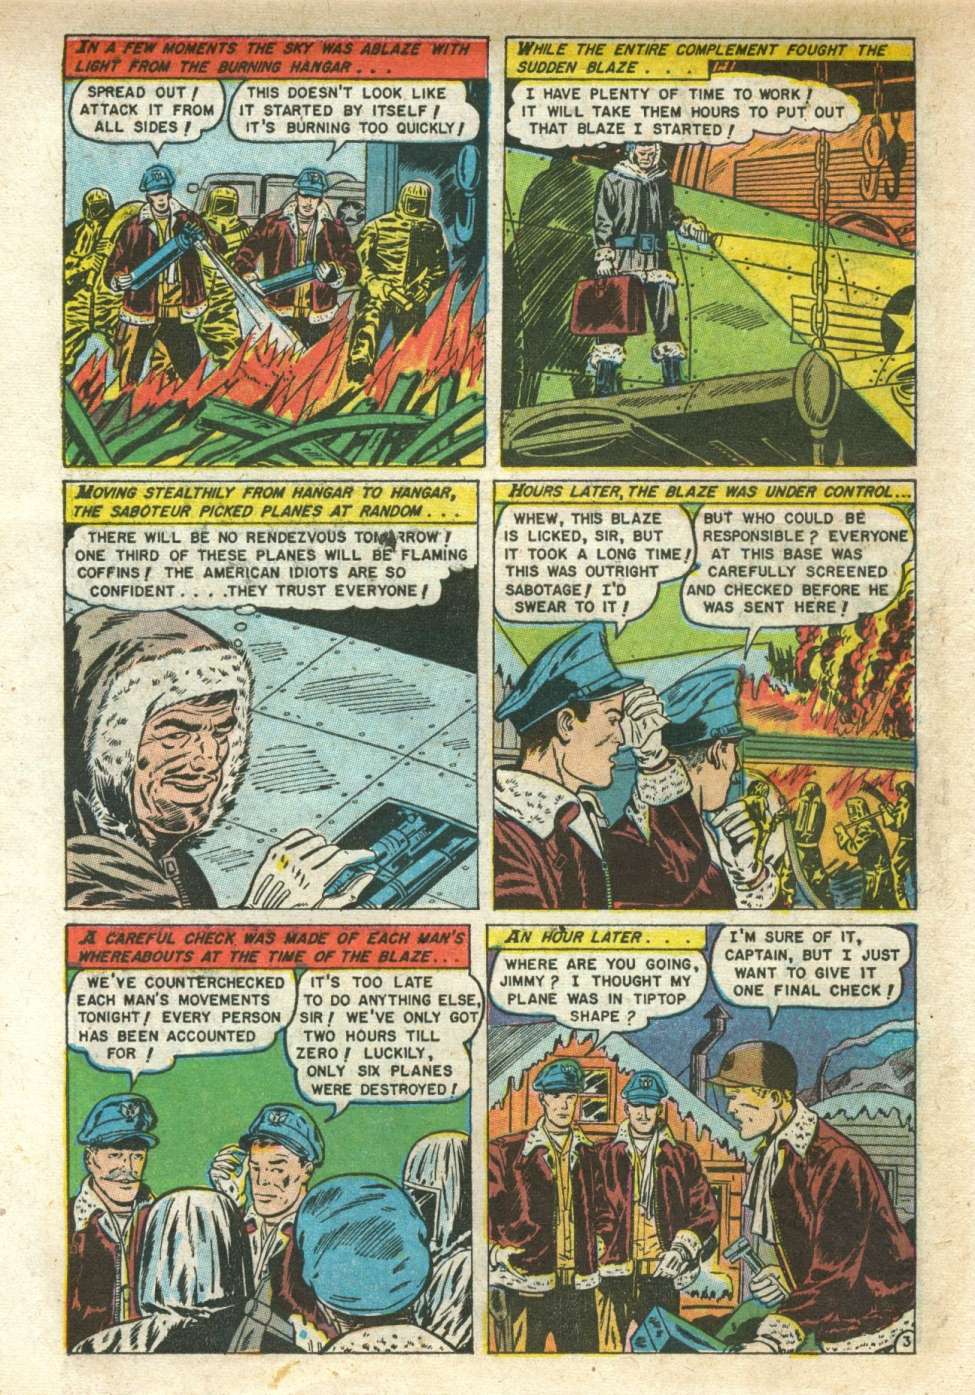 IN A FEW MOMENTS THE SKY WAS ABLAZE WITH
LIGHT FROM THE BURNING HANGAR . . .
SPREAD OUT!
ATTACK IT FROM
ALL SIDES!
THIS DOESN'T LOOK LIKE
IT STARTED BY ITSELF!
IT'S BURNING TOO QUICKLY!
WHILE THE ENTIRE COMPLEMENT FOUGHT THE
SUDDEN BLAZE . . . .
I HAVE PLENTY OF TIME TO WORK!
IT WILL TAKE THEM HOURS TO PUT OUT
THAT BLAZE I STARTED!
MOVING STEALTHILY FROM HANGAR TO HANGAR,
THE SABOTEUR PICKED PLANES AT RANDOM . . .
THERE WILL BE NO RENDEZVOUS TOMORROW!
ONE THIRD OF THESE PLANES WILL BE FLAMING
COFFINS! THE AMERICAN IDIOTS ARE SO
CONFIDENT . . . .THEY TRUST EVERYONE!
HOURS LATER, THE BLAZE WAS UNDER CONTROL...
WHEW, THIS BLAZE
IS LICKED, SIR, BUT
IT TOOK A LONG TIME!
THIS WAS OUTRIGHT
SABOTAGE! I'D
SWEAR TO IT!
BUT WHO COULD BE
RESPONSIBLE? EVERYONE
AT THIS BASE WAS
CAREFULLY SCREENED
AND CHECKED BEFORE HE
WAS SENT HERE!
A CAREFUL CHECK WAS MADE OF EACH MAN'S
WHEREABOUTS AT THE TIME OF THE BLAZE...
WE'VE COUNTERCHECKED
EACH MAN'S MOVEMENTS
TONIGHT! EVERY PERSON
HAS BEEN ACCOUNTED
FOR!
IT'S TOO LATE
TO DO ANYTHING ELSE,
SIR! WE'VE ONLY GOT
TWO HOURS TILL
ZERO! LUCKILY,
ONLY SIX PLANES
WERE DESTROYED!
AN HOUR LATER. . . .
WHERE ARE YOU GOING,
JIMMY? I THOUGHT MY
PLANE WAS IN TIPTOP
SHAPE?
I'M SURE OF IT,
CAPTAIN, BUT I JUST
WANT TO GIVE IT
ONE FINAL CHECK!
3